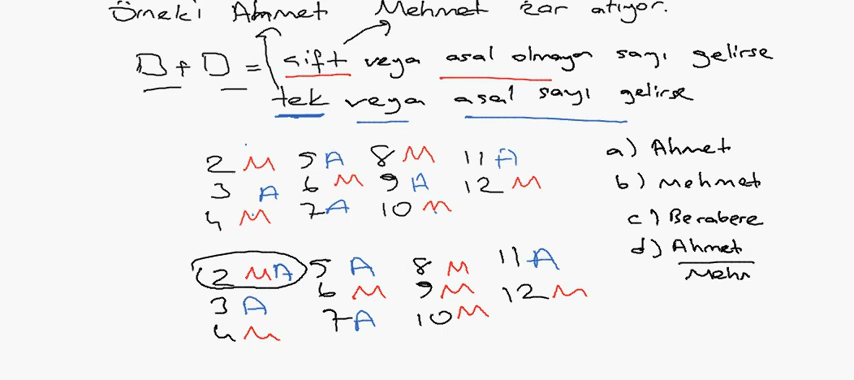 Örnek: Ahmet Mehmet zar atıyor.
D + D = çift veya asal olmayan sayı gelirse
tek veya asal sayı gelirse
2 M 5 A 8 M 11 A
3 A 6 M 9 A 12 M
4 M 7 A 10 M
a) Ahmet
b) Mehmet
c) Berabere
d) Ahmet
Mehm
2 M A 5 A 8 M 11 A
3 A 6 M 9 M 12 M
4 M 7 A 10 M